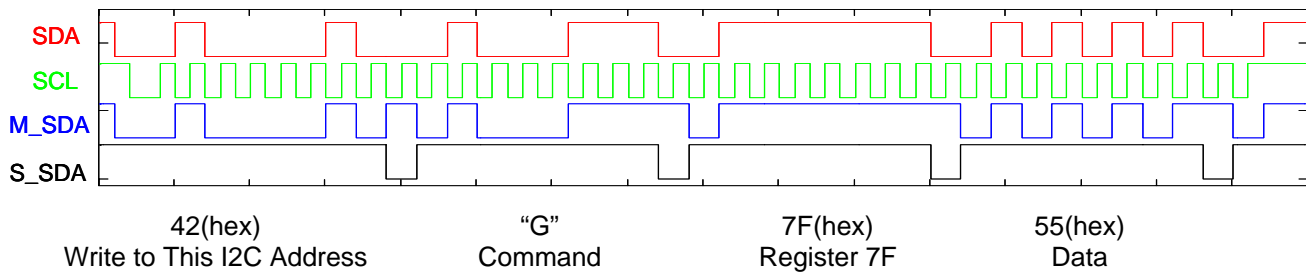 SDA
SCL
M_SDA
S_SDA
42(hex)
Write to This I2C Address
“G”
Command
7F(hex)
Register 7F
55(hex)
Data